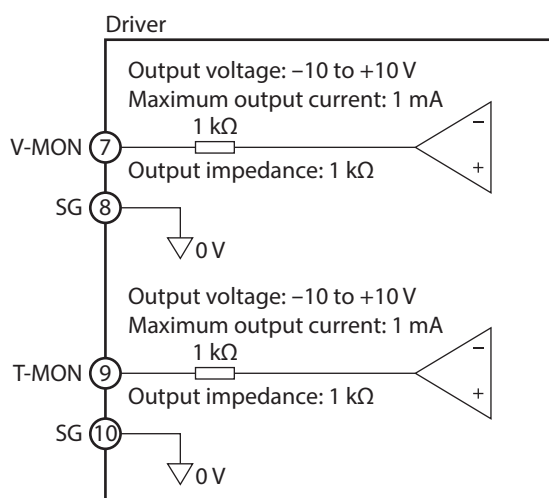 Driver
Output voltage: –10 to +10 V
Maximum output current: 1 mA
1 kΩ
V-MON 7
Output impedance: 1 kΩ
SG 8
0 V
Output voltage: –10 to +10 V
Maximum output current: 1 mA
1 kΩ
T-MON 9
Output impedance: 1 kΩ
SG 10
0 V